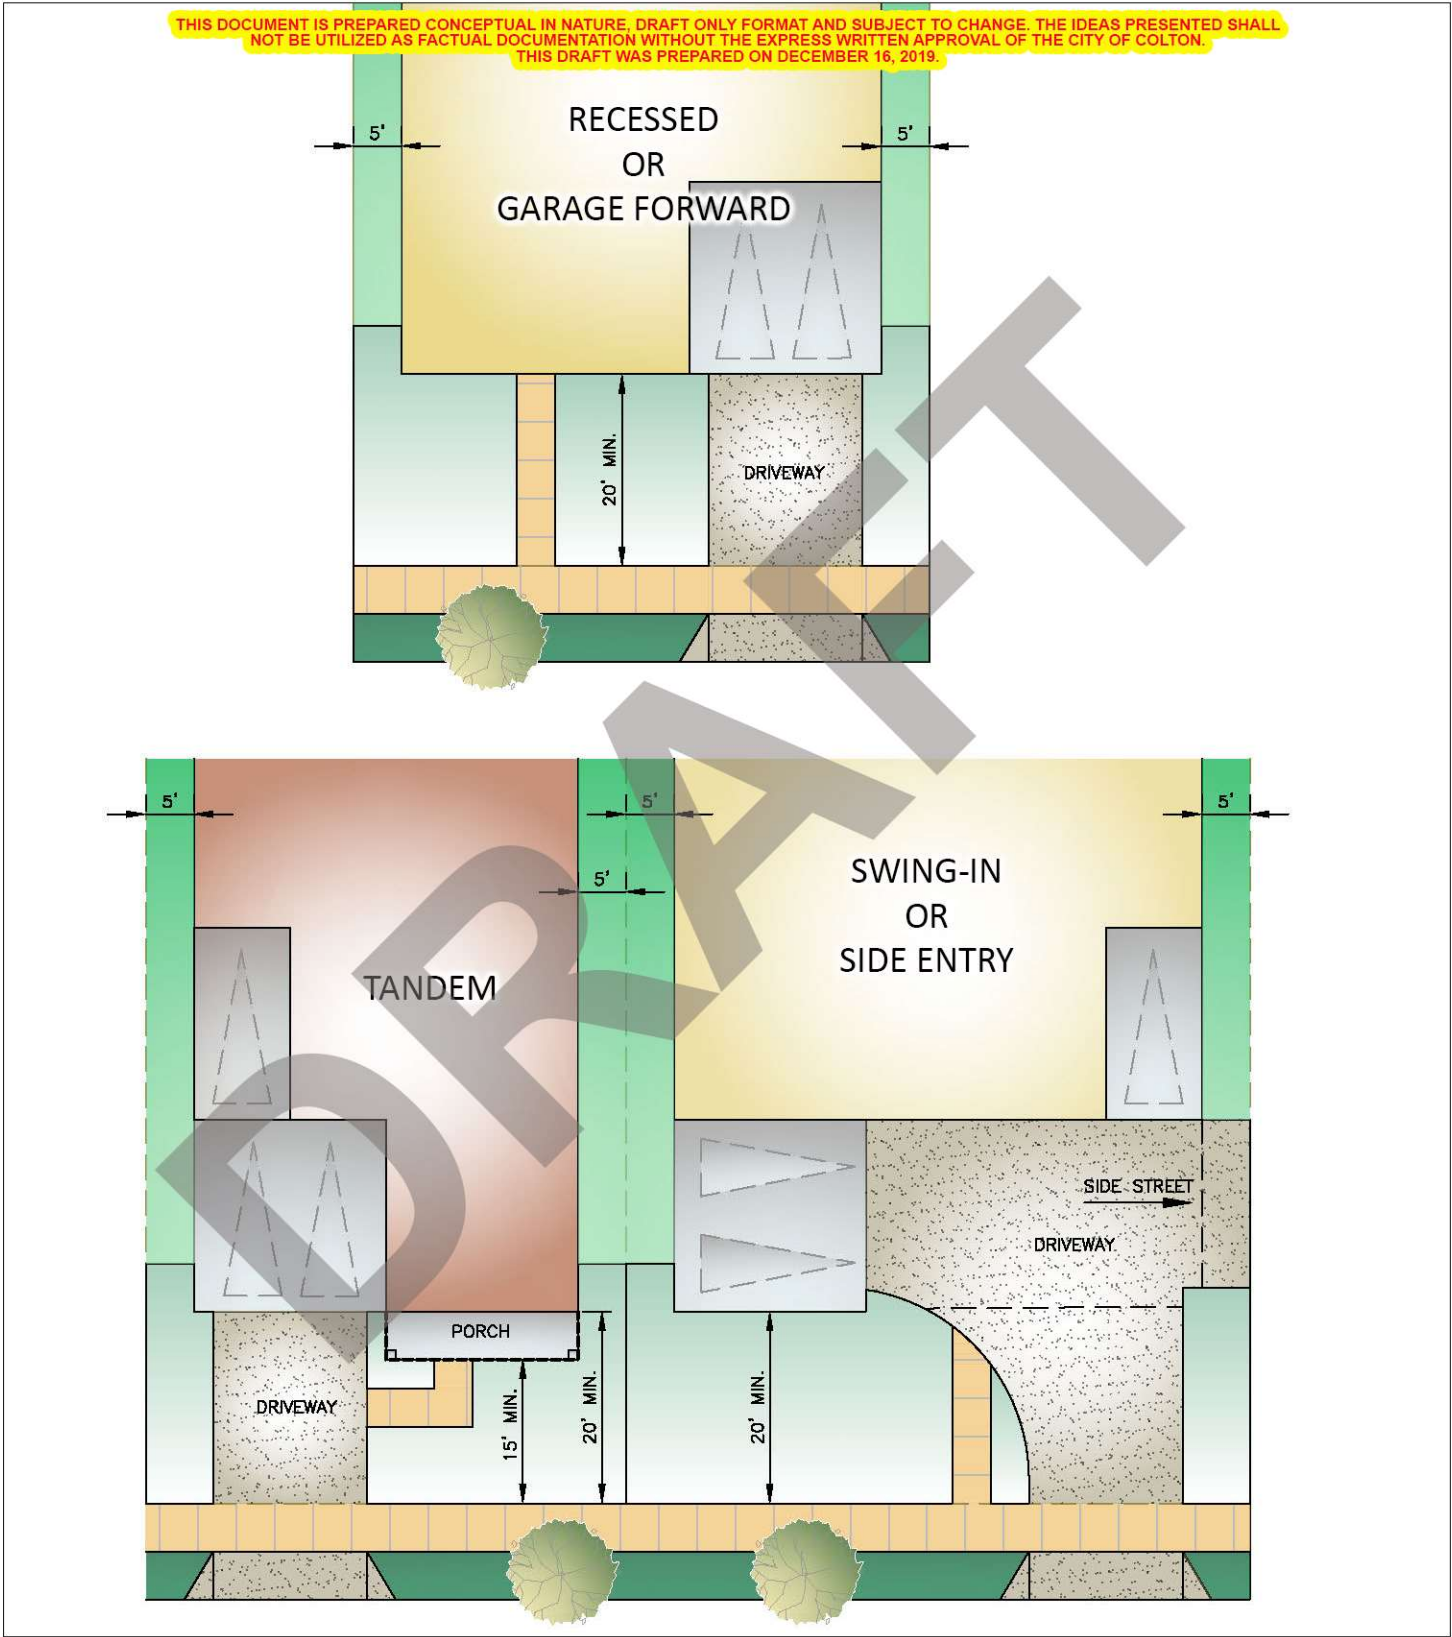 THIS DOCUMENT IS PREPARED CONCEPTUAL IN NATURE, DRAFT ONLY FORMAT AND SUBJECT TO CHANGE. THE IDEAS PRESENTED SHALL
NOT BE UTILIZED AS FACTUAL DOCUMENTATION WITHOUT THE EXPRESS WRITTEN APPROVAL OF THE CITY OF COLTON.
THIS DRAFT WAS PREPARED ON DECEMBER 16, 2019.
RECESSED
OR
GARAGE FORWARD
5'
5'
20' MIN.
DRIVEWAY
DRAFT
5'
5'
5'
5'
TANDEM
SWING-IN
OR
SIDE ENTRY
SIDE STREET
DRIVEWAY
PORCH
DRIVEWAY
15' MIN.
20' MIN.
20' MIN.